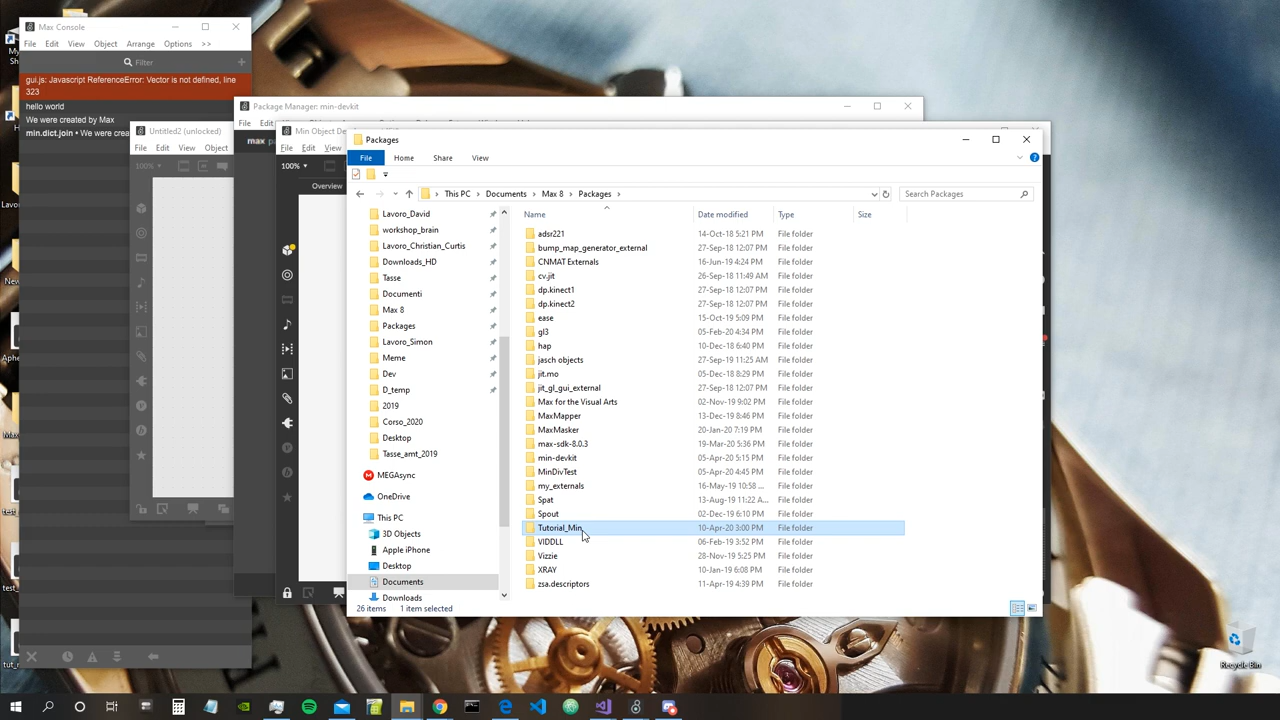 Max Console
File Edit View Object Arrange Options >>
Filter
gui.js: Javascript ReferenceError: Vector is not defined, line
323
hello world
We were created by Max
min.dict.join • We were crea
Untitled2 (unlocked)
File Edit View Object
100%
Package Manager: min-devkit
File
max
Min Object De
File Edit View
100%
Overview
Packages
File Home Share View
This PC > Documents > Max 8 > Packages >
Search Packages
Lavoro_David
workshop_brain
Lavoro_Christian_Curtis
Downloads_HD
Tasse
Documenti
Max 8
Packages
Lavoro_Simon
Meme
Dev
D_temp
2019
Corso_2020
Desktop
Tasse_amt_2019
MEGAsync
OneDrive
This PC
3D Objects
Apple iPhone
Desktop
Documents
Downloads
Name Date modified Type Size
adsr221 14-Oct-18 5:21 PM File folder
bump_map_generator_external 27-Sep-18 12:07 PM File folder
CNMAT Externals 16-Jun-19 4:24 PM File folder
cv.jit 26-Sep-18 11:49 AM File folder
dp.kinect1 27-Sep-18 12:07 PM File folder
dp.kinect2 27-Sep-18 12:07 PM File folder
ease 15-Oct-19 5:09 PM File folder
gl3 05-Feb-20 4:34 PM File folder
hap 10-Dec-18 6:40 PM File folder
jasch objects 27-Sep-19 11:25 AM File folder
jit.mo 05-Dec-18 8:29 PM File folder
jit_gl_gui_external 27-Sep-18 12:07 PM File folder
Max for the Visual Arts 02-Nov-19 9:02 PM File folder
MaxMapper 13-Dec-19 8:46 PM File folder
MaxMasker 20-Jan-20 7:19 PM File folder
max-sdk-8.0.3 19-Mar-20 5:36 PM File folder
min-devkit 05-Apr-20 5:15 PM File folder
MinDivTest 05-Apr-20 4:45 PM File folder
my_externals 16-May-19 10:58 ... File folder
Spat 13-Aug-19 11:22 A... File folder
Spout 02-Dec-19 6:10 PM File folder
Tutorial_Min 10-Apr-20 3:00 PM File folder
VIDDLL 06-Feb-19 3:52 PM File folder
Vizzie 28-Nov-19 5:25 PM File folder
XRAY 10-Jan-19 6:08 PM File folder
zsa.descriptors 11-Apr-19 4:39 PM File folder
26 items 1 item selected
Recycle Bin